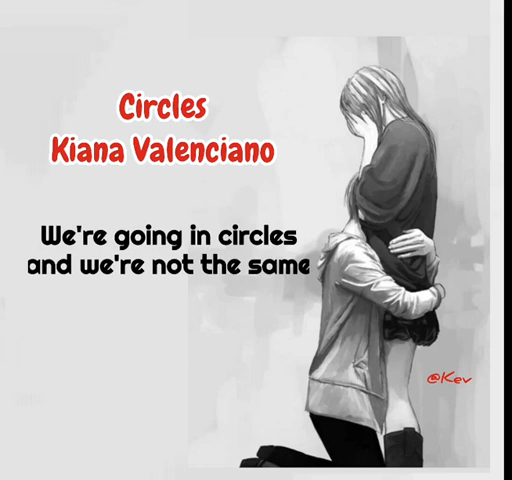 Circles
Kiana Valenciano
We're going in circles
and we're not the same
@Kev